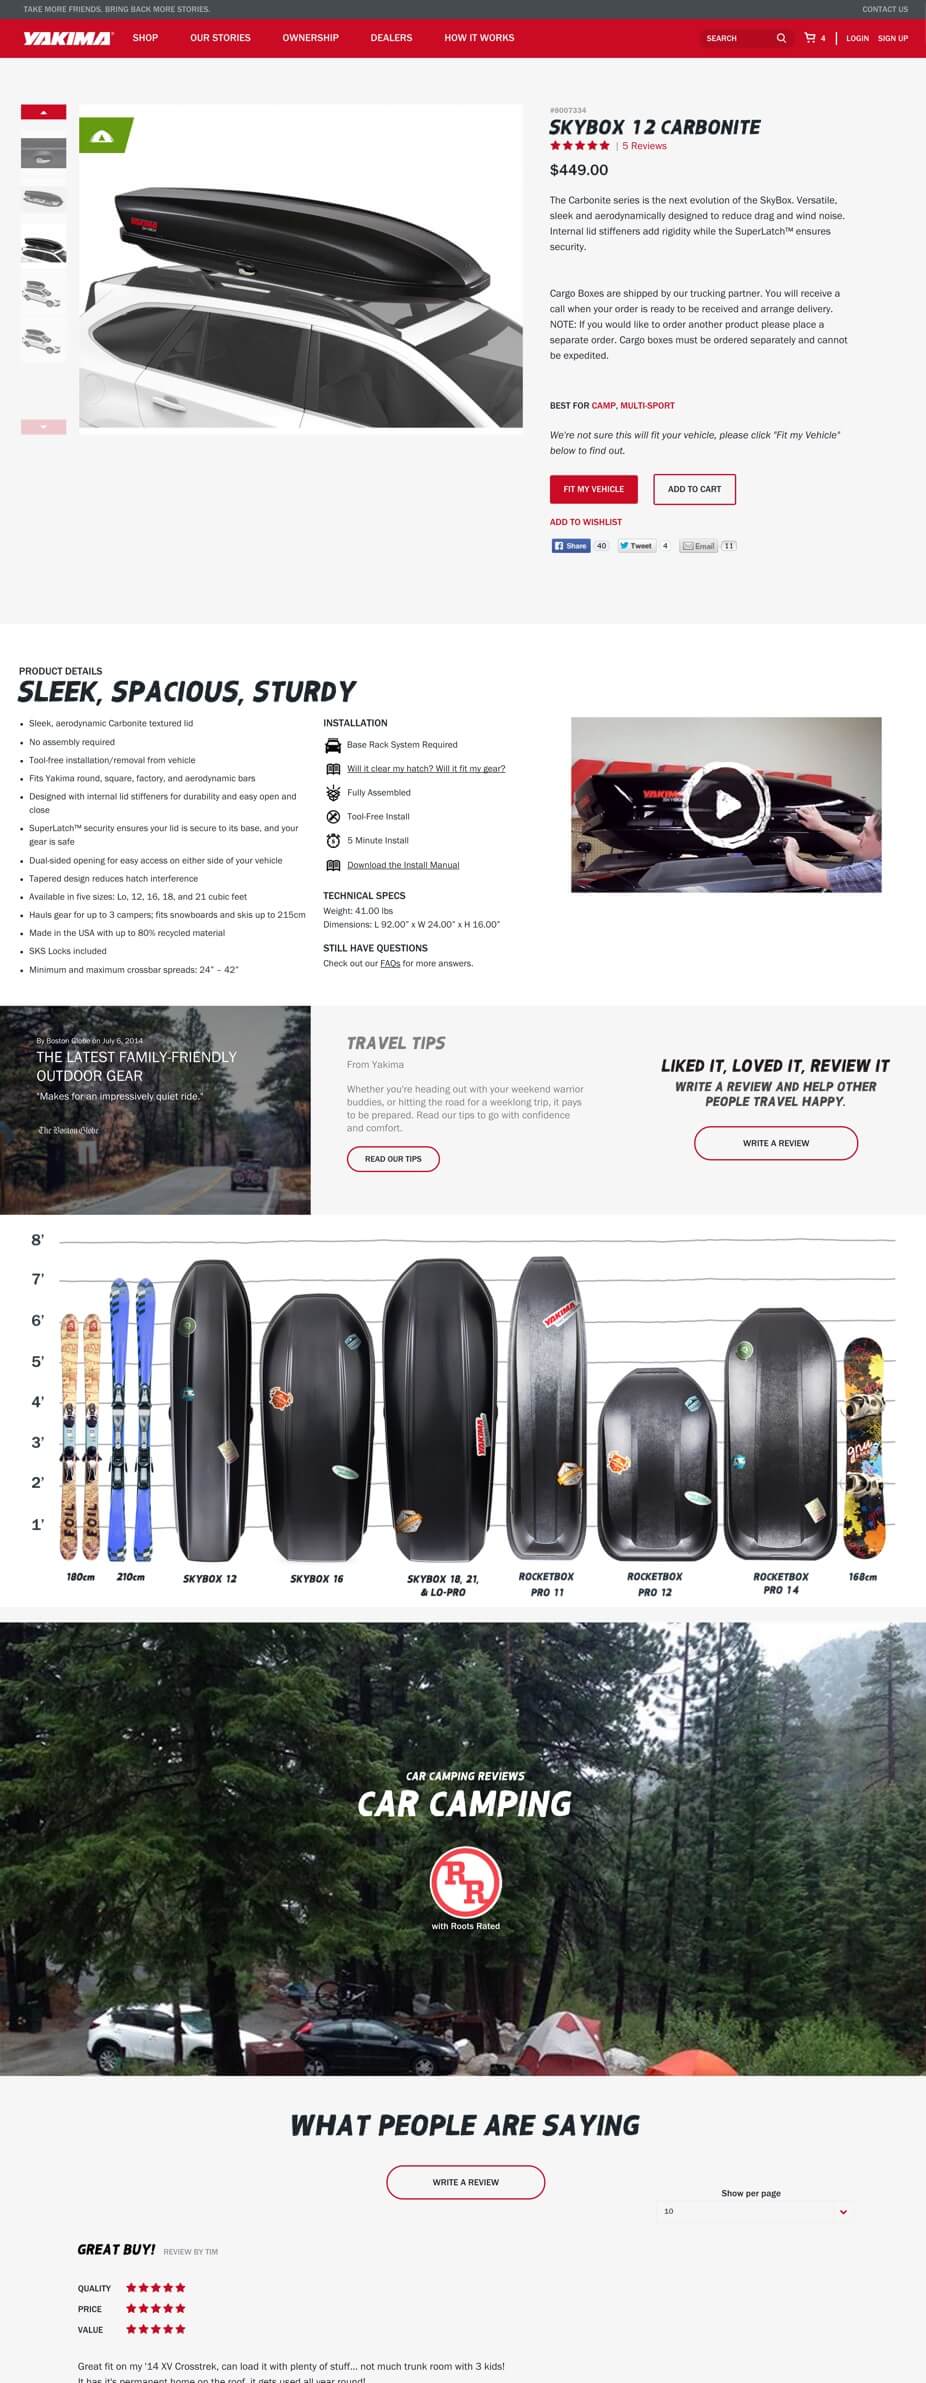 TAKE MORE FRIENDS. BRING BACK MORE STORIES.
CONTACT US
YAKIMA
SHOP
OUR STORIES
OWNERSHIP
DEALERS
HOW IT WORKS
SEARCH
4
LOGIN
SIGN UP
#8007334
SKYBOX 12 CARBONITE
| 5 Reviews
$449.00
The Carbonite series is the next evolution of the SkyBox. Versatile,
sleek and aerodynamically designed to reduce drag and wind noise.
Internal lid stiffeners add rigidity while the SuperLatch™ ensures
security.
Cargo Boxes are shipped by our trucking partner. You will receive a
call when your order is ready to be received and arrange delivery.
NOTE: If you would like to order another product please place a
separate order. Cargo boxes must be ordered separately and cannot
be expedited.
BEST FOR CAMP, MULTI-SPORT
We're not sure this will fit your vehicle, please click "Fit my Vehicle"
below to find out.
FIT MY VEHICLE
ADD TO CART
ADD TO WISHLIST
Share 40
Tweet 4
Email 11
YAKIMA
PRODUCT DETAILS
SLEEK, SPACIOUS, STURDY
• Sleek, aerodynamic Carbonite textured lid
• No assembly required
• Tool-free installation/removal from vehicle
• Fits Yakima round, square, factory, and aerodynamic bars
• Designed with internal lid stiffeners for durability and easy open and
close
• SuperLatch™ security ensures your lid is secure to its base, and your
gear is safe
• Dual-sided opening for easy access on either side of your vehicle
• Tapered design reduces hatch interference
• Available in five sizes: Lo, 12, 16, 18, and 21 cubic feet
• Hauls gear for up to 3 campers; fits snowboards and skis up to 215cm
• Made in the USA with up to 80% recycled material
• SKS Locks included
• Minimum and maximum crossbar spreads: 24" – 42"
INSTALLATION
Base Rack System Required
Will it clear my hatch? Will it fit my gear?
Fully Assembled
Tool-Free Install
5 Minute Install
Download the Install Manual
TECHNICAL SPECS
Weight: 41.00 lbs
Dimensions: L 92.00" x W 24.00" x H 16.00"
STILL HAVE QUESTIONS
Check out our FAQs for more answers.
By Boston Globe on July 6, 2014
THE LATEST FAMILY-FRIENDLY
OUTDOOR GEAR
"Makes for an impressively quiet ride."
The Boston Globe
TRAVEL TIPS
From Yakima
Whether you're heading out with your weekend warrior
buddies, or hitting the road for a weeklong trip, it pays
to be prepared. Read our tips to go with confidence
and comfort.
READ OUR TIPS
LIKED IT, LOVED IT, REVIEW IT
WRITE A REVIEW AND HELP OTHER
PEOPLE TRAVEL HAPPY.
WRITE A REVIEW
8'
7'
6'
5'
4'
3'
2'
1'
YAKIMA
YAKIMA
FOIL
FOIL
gnu
180cm
210cm
SKYBOX 12
SKYBOX 16
SKYBOX 18, 21,
& LO-PRO
ROCKETBOX
PRO 11
ROCKETBOX
PRO 12
ROCKETBOX
PRO 14
168cm
CAR CAMPING REVIEWS
CAR CAMPING
RR
with Roots Rated
WHAT PEOPLE ARE SAYING
WRITE A REVIEW
Show per page
10
GREAT BUY! REVIEW BY TIM
QUALITY
PRICE
VALUE
Great fit on my '14 XV Crosstrek, can load it with plenty of stuff... not much trunk room with 3 kids!
It has it's permanent home on the roof, it gets used all year round!